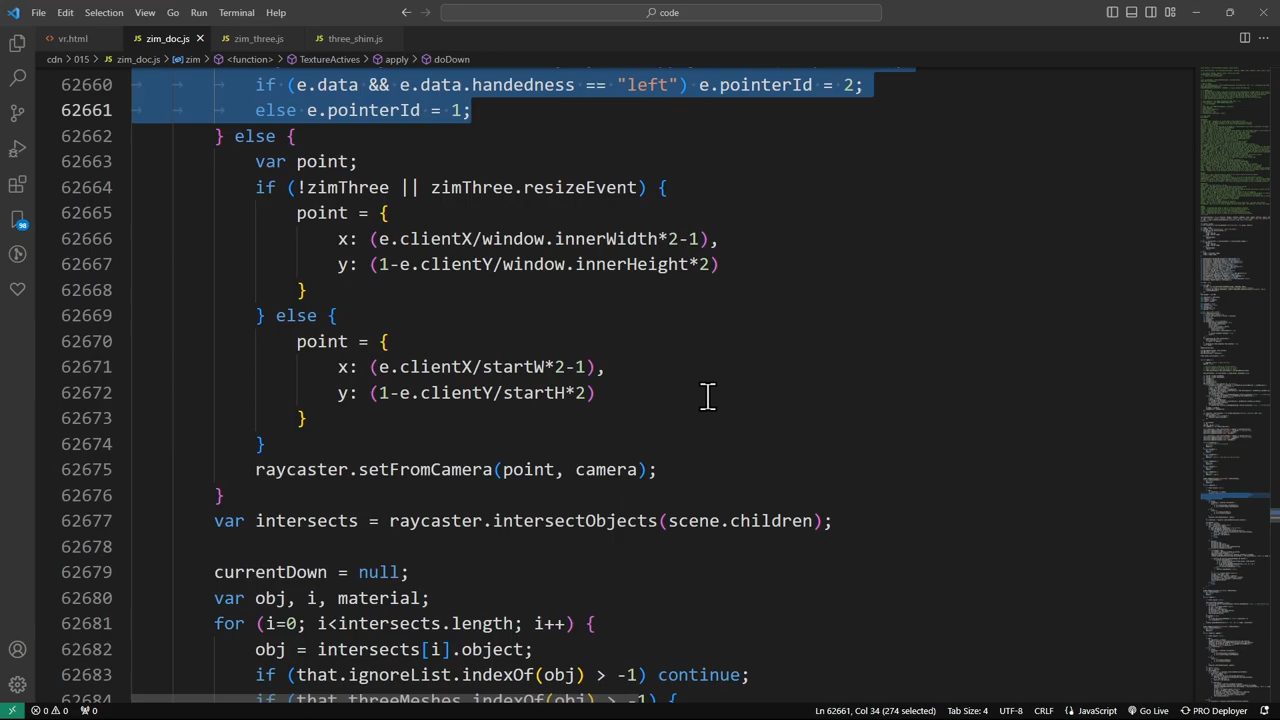 File Edit Selection View Go Run Terminal Help
code
vr.html
zim_doc.js
zim_three.js
three_shim.js
cdn > 015 > zim_doc.js > zim > <function> > TextureActives > apply > doDown
62660 if (e.data && e.data.handedness == "left") e.pointerId = 2;
62661 else e.pointerId = 1;
62662 } else {
62663 var point;
62664 if (!zimThree || zimThree.resizeEvent) {
62665 point = {
62666 x: (e.clientX/window.innerWidth*2-1),
62667 y: (1-e.clientY/window.innerHeight*2)
62668 }
62669 } else {
62670 point = {
62671 x: (e.clientX/startW*2-1),
62672 y: (1-e.clientY/startH*2)
62673 }
62674 }
62675 raycaster.setFromCamera(point, camera);
62676 }
62677 var intersects = raycaster.intersectObjects(scene.children);
62678
62679 currentDown = null;
62680 var obj, i, material;
62681 for (i=0; i<intersects.length; i++) {
62682 obj = intersects[i].object;
62683 if (that.ignoreList.indexOf(obj) > -1) continue;
98
0 0 0 Ln 62661, Col 34 (274 selected) Tab Size: 4 UTF-8 CRLF JavaScript Go Live PRO Deployer